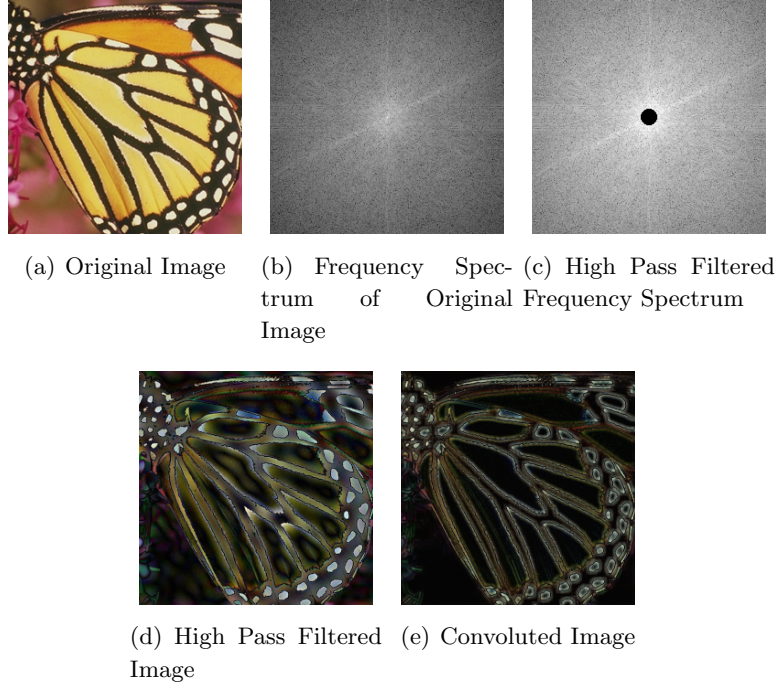 (a) Original Image
(b) Frequency Spec-
trum of Original
Image
(c) High Pass Filtered
Frequency Spectrum
(d) High Pass Filtered
Image
(e) Convoluted Image